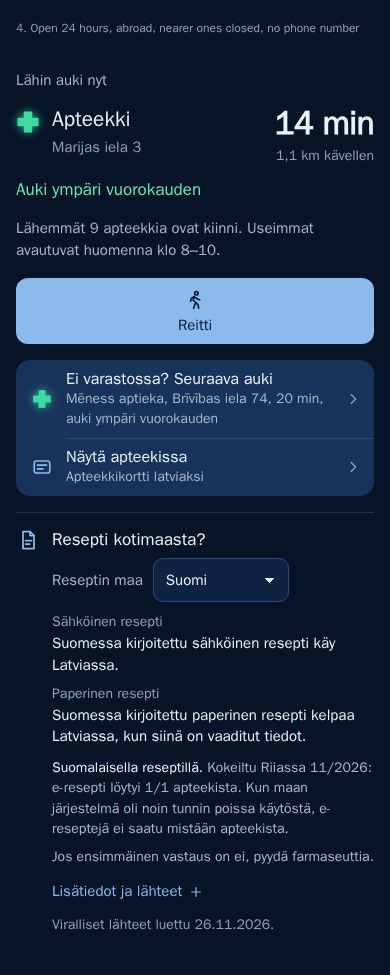 4. Open 24 hours, abroad, nearer ones closed, no phone number
Lähin auki nyt
Apteekki
14 min
Marijas iela 3
1,1 km kävellen
Auki ympäri vuorokauden
Lähemmät 9 apteekkia ovat kiinni. Useimmat
avautuvat huomenna klo 8–10.
Reitti
Ei varastossa? Seuraava auki
Mēness aptieka, Brīvības iela 74, 20 min,
auki ympäri vuorokauden
Näytä apteekissa
Apteekkikortti latviaksi
Resepti kotimaasta?
Reseptin maa
Suomi
Sähköinen resepti
Suomessa kirjoitettu sähköinen resepti käy
Latviassa.
Paperinen resepti
Suomessa kirjoitettu paperinen resepti kelpaa
Latviassa, kun siinä on vaaditut tiedot.
Suomalaisella reseptillä. Kokeiltu Riiassa 11/2026:
e-resepti löytyi 1/1 apteekista. Kun maan
järjestelmä oli noin tunnin poissa käytöstä, e-
reseptejä ei saatu mistään apteekista.
Jos ensimmäinen vastaus on ei, pyydä farmaseuttia.
Lisätiedot ja lähteet +
Viralliset lähteet luettu 26.11.2026.